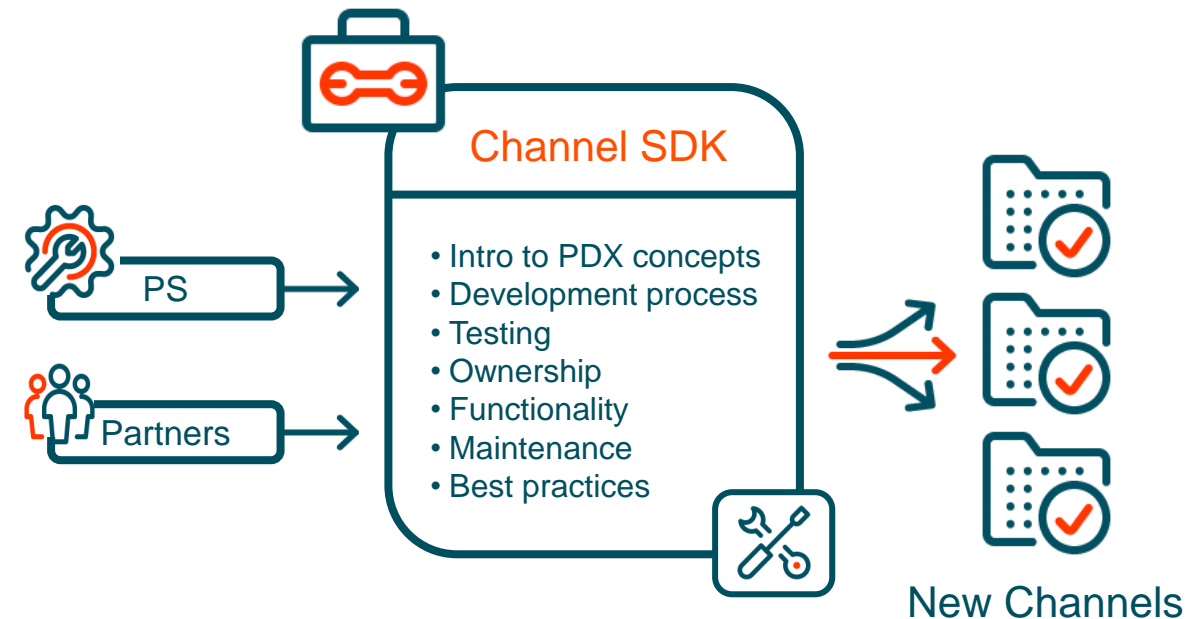 Channel SDK
PS
Partners
• Intro to PDX concepts
• Development process
• Testing
• Ownership
• Functionality
• Maintenance
• Best practices
New Channels